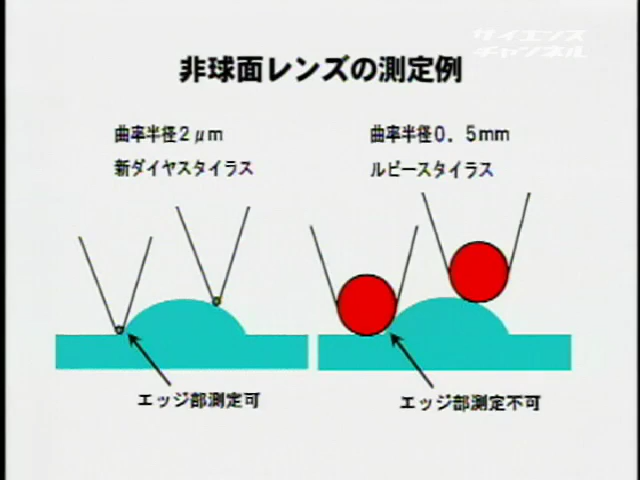 サイエンス
チャンネル
非球面レンズの測定例
曲率半径2μm
新ダイヤスタイラス
曲率半径0．5mm
ルビースタイラス
エッジ部測定可
エッジ部測定不可